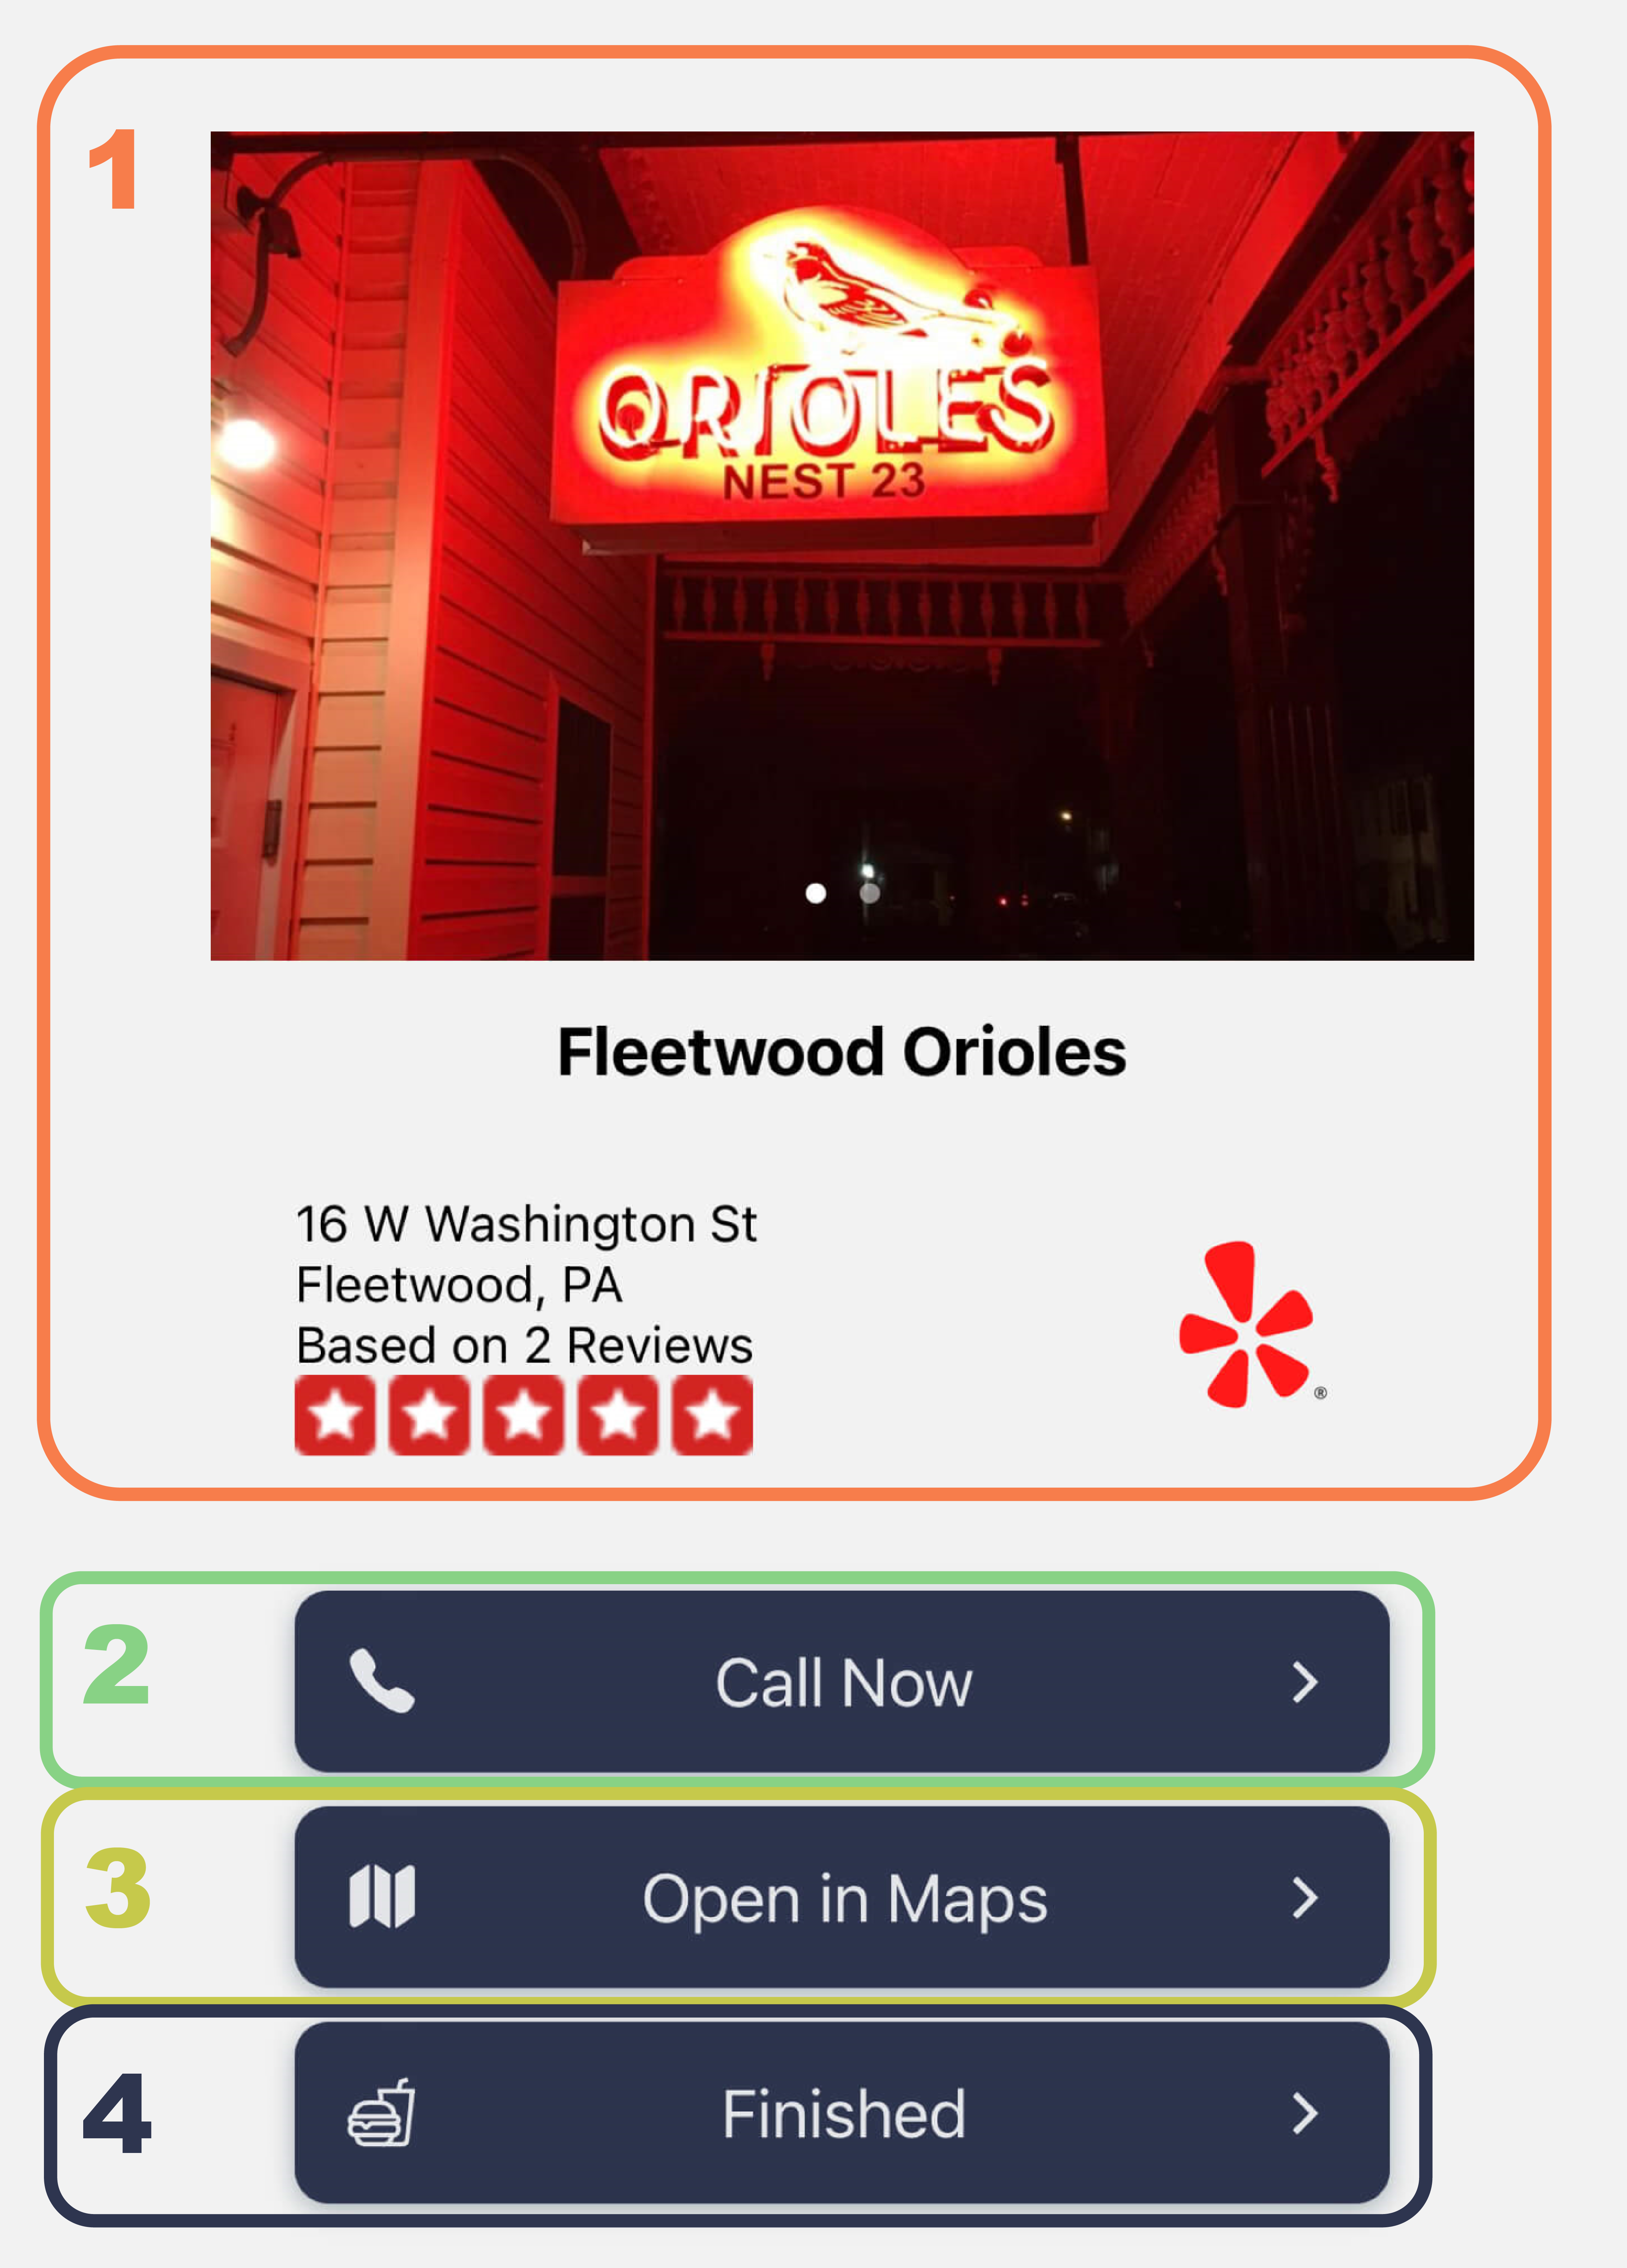 1
ORIOLES
NEST 23
Fleetwood Orioles
16 W Washington St
Fleetwood, PA
Based on 2 Reviews
®
2
Call Now
3
Open in Maps
4
Finished